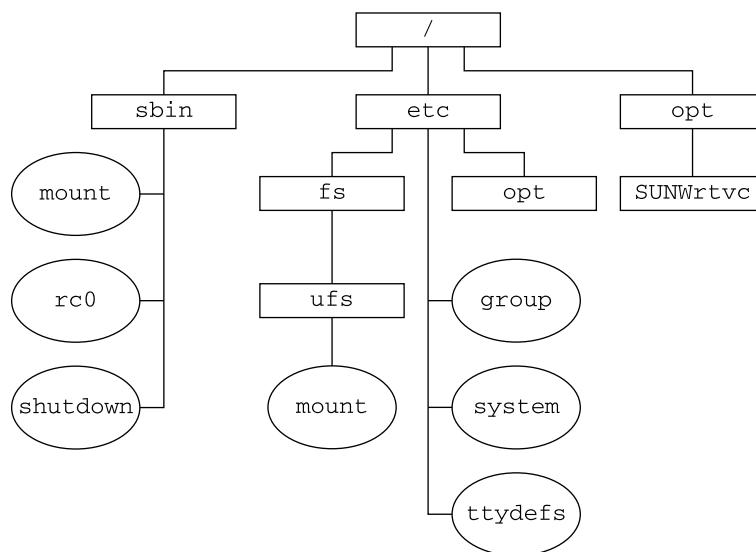 /
sbin
etc
opt
mount
fs
opt
SUNWrtvc
rc0
ufs
group
shutdown
mount
system
ttydefs